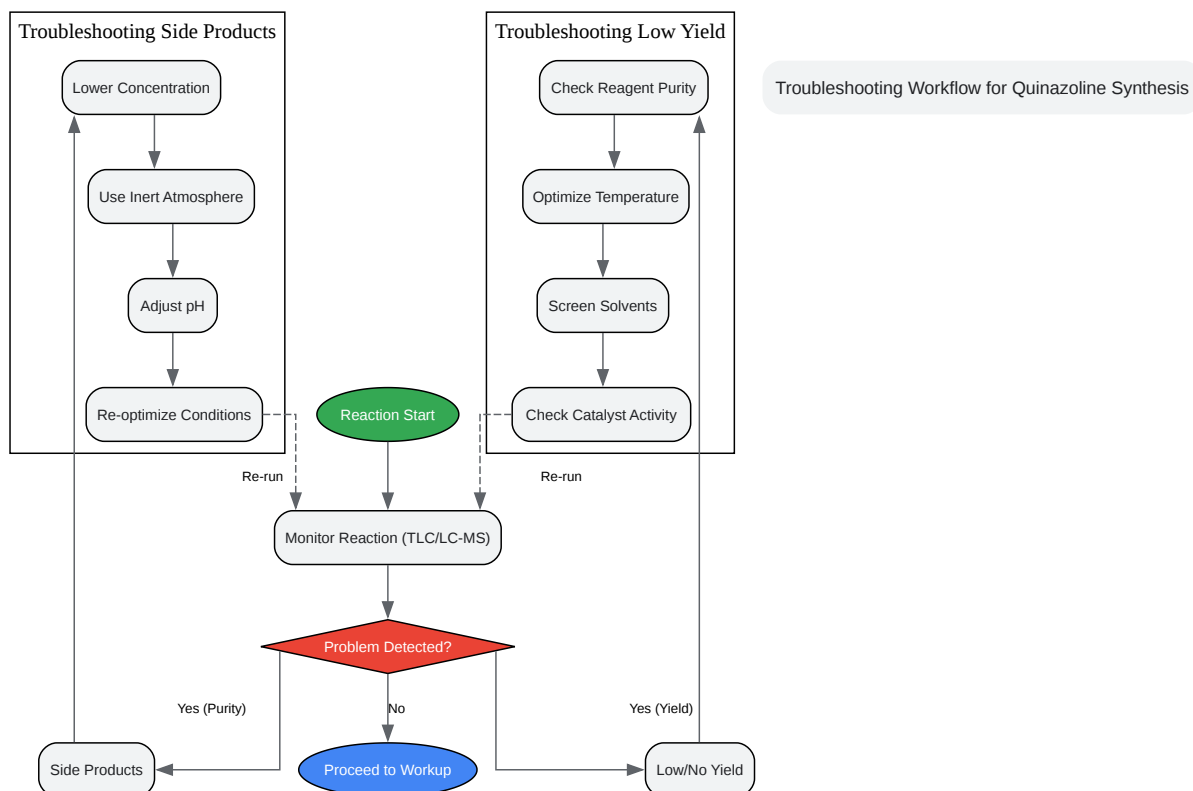 Troubleshooting Side Products
Troubleshooting Low Yield
Lower Concentration
Check Reagent Purity
Troubleshooting Workflow for Quinazoline Synthesis
Use Inert Atmosphere
Optimize Temperature
Adjust pH
Screen Solvents
Re-optimize Conditions
Reaction Start
Check Catalyst Activity
Re-run
Re-run
Monitor Reaction (TLC/LC-MS)
Problem Detected?
Yes (Purity)
No
Yes (Yield)
Side Products
Proceed to Workup
Low/No Yield